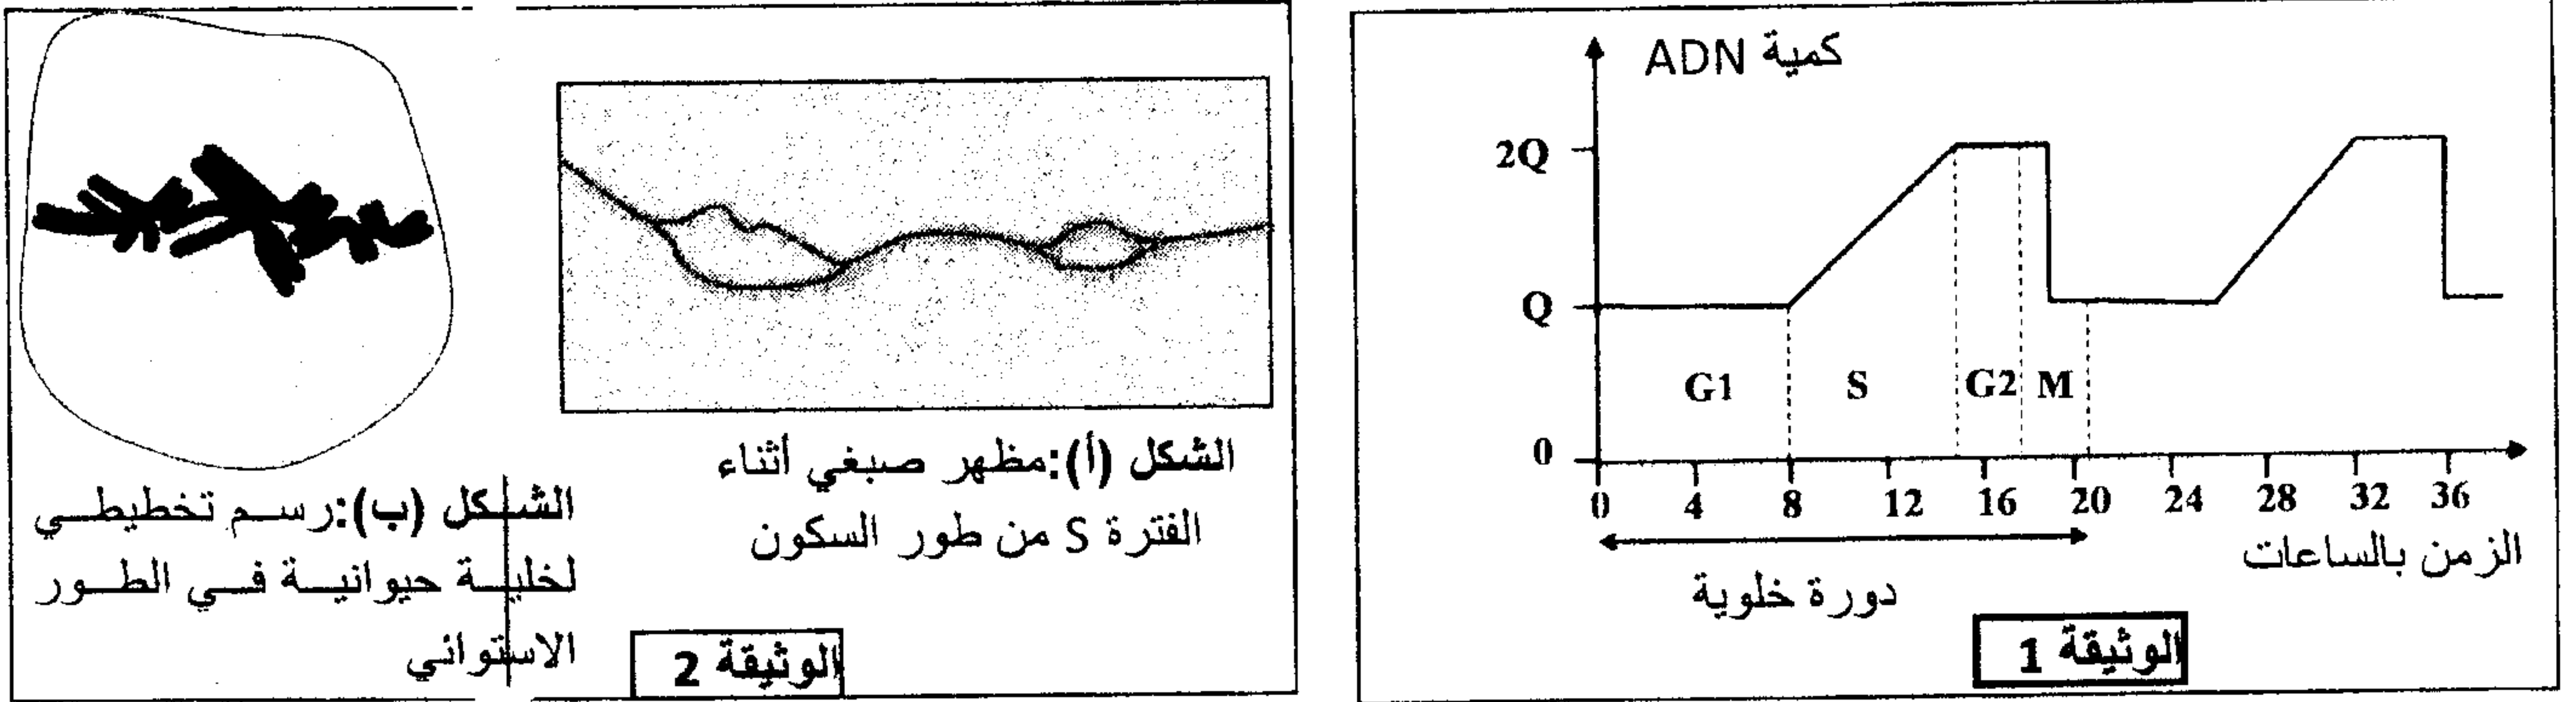 كمية ADN
2Q
Q
0
G1
S
G2
M
0 4 8 12 16 20 24 28 32 36
الزمن بالساعات
دورة خلوية
الوثيقة 1
الشكل (أ):مظهر صبغي أثناء
الفترة S من طور السكون
الشكل (ب):رسم تخطيطي
لخلية حيوانية في الطور
الاستوائي
الوثيقة 2